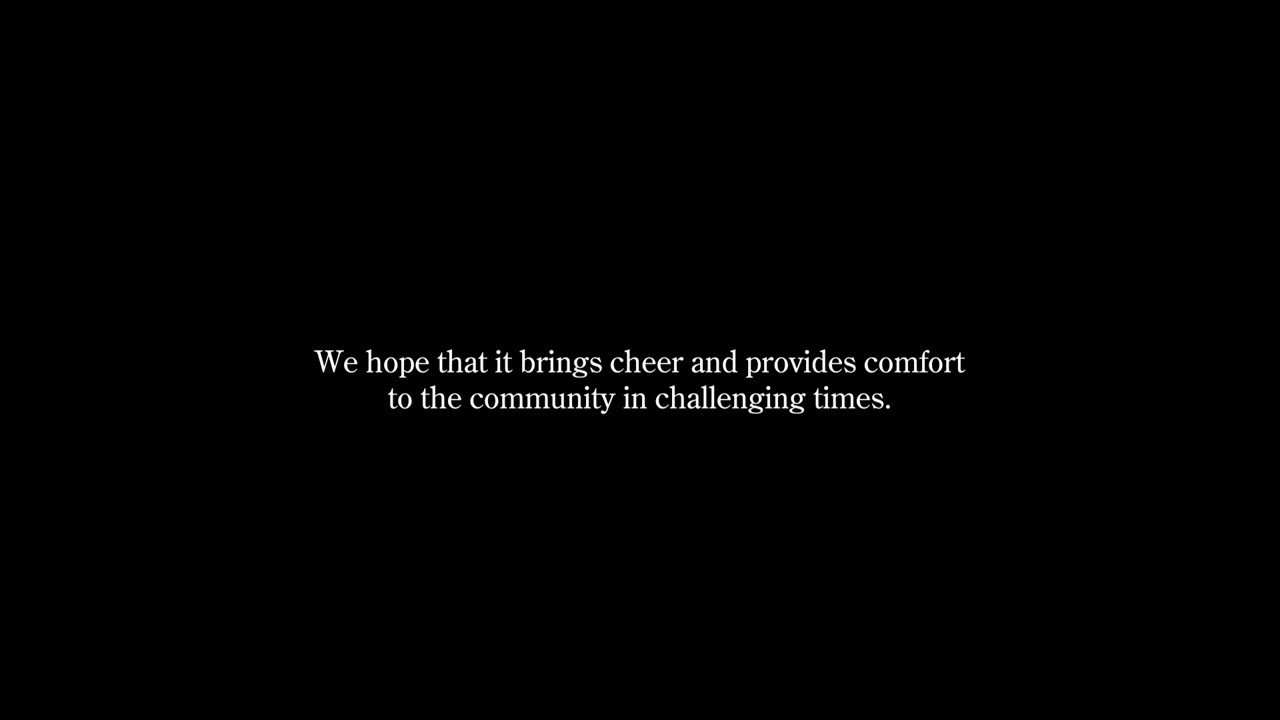 We hope that it brings cheer and provides comfort
to the community in challenging times.